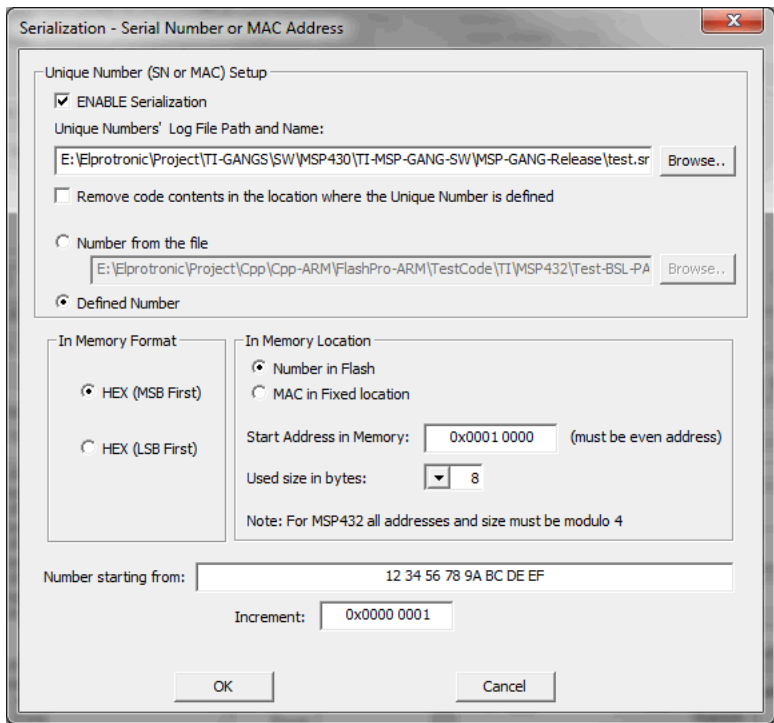 Serialization - Serial Number or MAC Address
Unique Number (SN or MAC) Setup
ENABLE Serialization
Unique Numbers' Log File Path and Name:
E:\Elprotronic\Project\TI-GANGS\SW\MSP430\TI-MSP-GANG-SW\MSP-GANG-Release\test.sr
Browse..
Remove code contents in the location where the Unique Number is defined
Number from the file
E:\Elprotronic\Project\Cpp\Cpp-ARM\FlashPro-ARM\TestCode\TI\MSP432\Test-BSL-PA
Browse..
Defined Number
In Memory Format
HEX (MSB First)
HEX (LSB First)
In Memory Location
Number in Flash
MAC in Fixed location
Start Address in Memory: 0x0001 0000 (must be even address)
Used size in bytes: 8
Note: For MSP432 all addresses and size must be modulo 4
Number starting from: 12 34 56 78 9A BC DE EF
Increment: 0x0000 0001
OK
Cancel